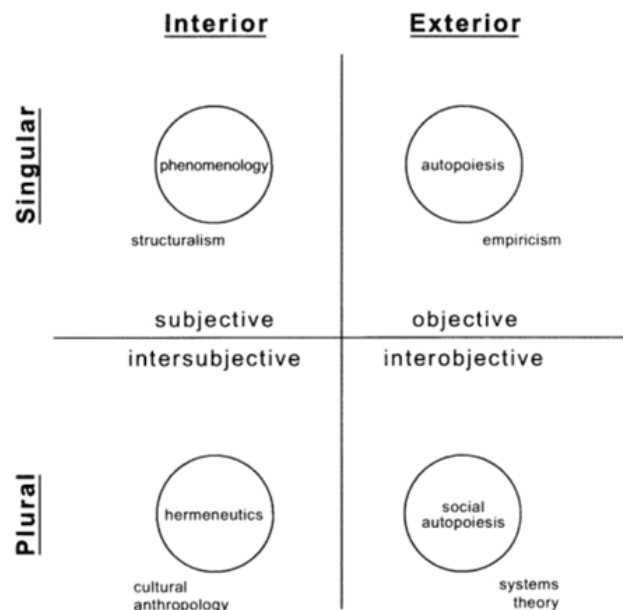 Interior Exterior
Singular
phenomenology
autopoiesis
structuralism
empiricism
subjective
objective
intersubjective
interobjective
Plural
hermeneutics
social
autopoiesis
cultural
anthropology
systems
theory